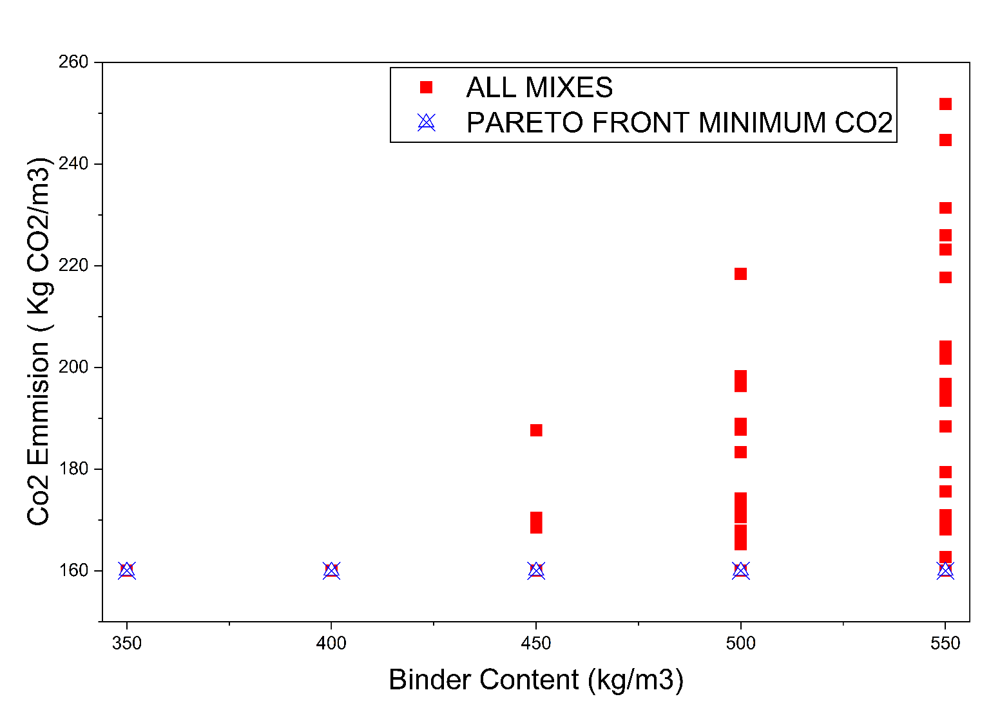 ALL MIXES
PARETO FRONT MINIMUM CO2
260
240
220
200
180
160
Co2 Emmision ( Kg CO2/m3)
350 400 450 500 550
Binder Content (kg/m3)